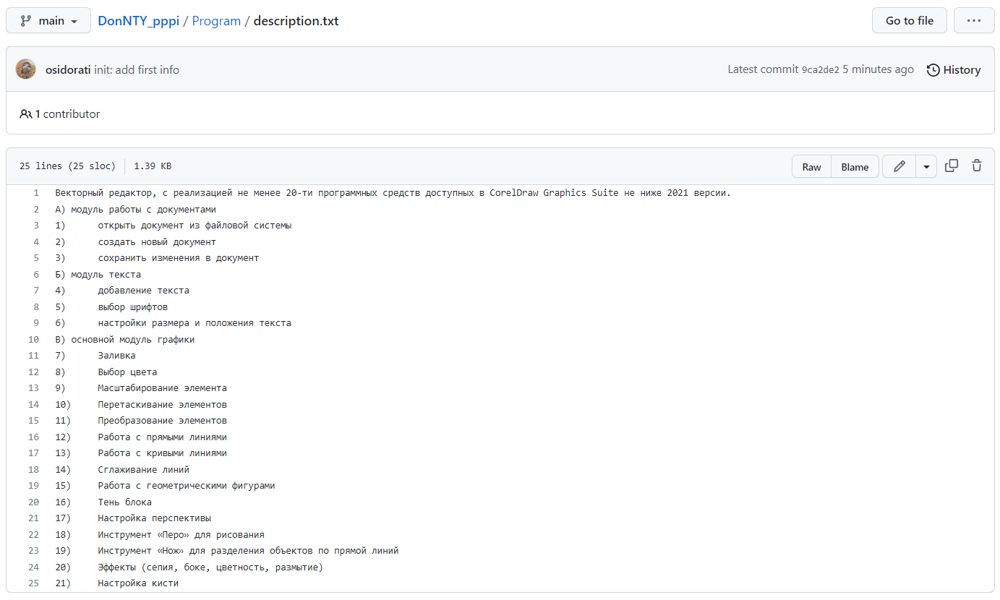 main DonNTY_pppi / Program / description.txt Go to file ...
osidorati init: add first info Latest commit 9ca2de2 5 minutes ago History
1 contributor
25 lines (25 sloc) 1.39 KB Raw Blame
1 Векторный редактор, с реализацией не менее 20-ти программных средств доступных в CorelDraw Graphics Suite не ниже 2021 версии.
2 А) модуль работы с документами
3 1) открыть документ из файловой системы
4 2) создать новый документ
5 3) сохранить изменения в документ
6 Б) модуль текста
7 4) добавление текста
8 5) выбор шрифтов
9 6) настройки размера и положения текста
10 В) основной модуль графики
11 7) Заливка
12 8) Выбор цвета
13 9) Масштабирование элемента
14 10) Перетаскивание элементов
15 11) Преобразование элементов
16 12) Работа с прямыми линиями
17 13) Работа с кривыми линиями
18 14) Сглаживание линий
19 15) Работа с геометрическими фигурами
20 16) Тень блока
21 17) Настройка перспективы
22 18) Инструмент «Перо» для рисования
23 19) Инструмент «Нож» для разделения объектов по прямой линий
24 20) Эффекты (сепия, боке, цветность, размытие)
25 21) Настройка кисти